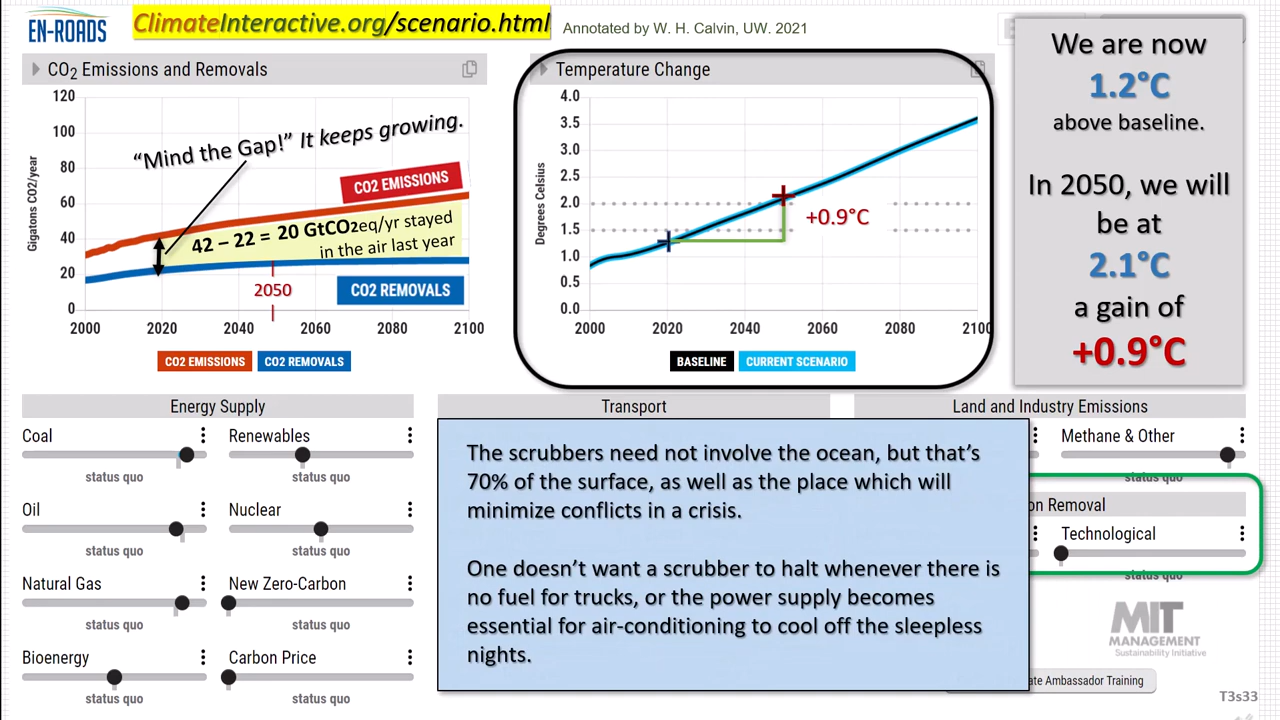 EN-ROADS
ClimateInteractive.org/scenario.html
Annotated by W. H. Calvin, UW. 2021
CO2 Emissions and Removals
120
100
80
60
40
20
0
Gigatons CO2/year
"Mind the Gap!" It keeps growing.
CO2 EMISSIONS
42 – 22 = 20 GtCO2eq/yr stayed
in the air last year
2050
CO2 REMOVALS
2000 2020 2040 2060 2080 2100
CO2 EMISSIONS CO2 REMOVALS
Temperature Change
4.0
3.5
3.0
2.5
2.0
1.5
1.0
0.5
0.0
Degrees Celsius
+0.9°C
2000 2020 2040 2060 2080 2100
BASELINE CURRENT SCENARIO
We are now
1.2°C
above baseline.
In 2050, we will
be at
2.1°C
a gain of
+0.9°C
Energy Supply
Coal
status quo
Renewables
status quo
Oil
status quo
Nuclear
status quo
Natural Gas
status quo
New Zero-Carbon
status quo
Bioenergy
status quo
Carbon Price
status quo
Transport
The scrubbers need not involve the ocean, but that's
70% of the surface, as well as the place which will
minimize conflicts in a crisis.
One doesn't want a scrubber to halt whenever there is
no fuel for trucks, or the power supply becomes
essential for air-conditioning to cool off the sleepless
nights.
Land and Industry Emissions
Methane & Other
status quo
on Removal
Technological
status quo
MIT
MANAGEMENT
Sustainability Initiative
ate Ambassador Training
T3s33